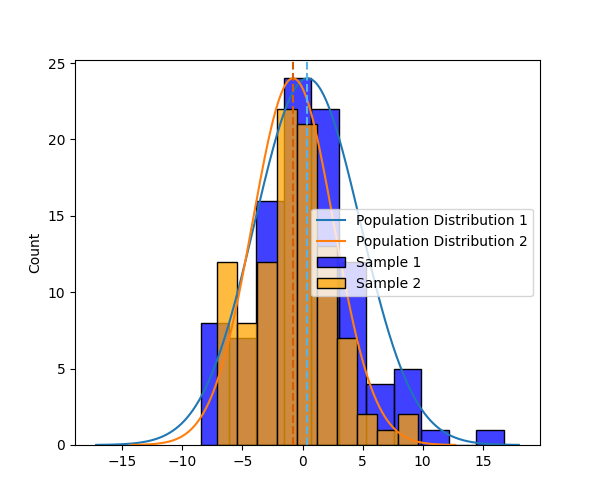 25
20
15
10
5
0
Count
Population Distribution 1
Population Distribution 2
Sample 1
Sample 2
−15 −10 −5 0 5 10 15